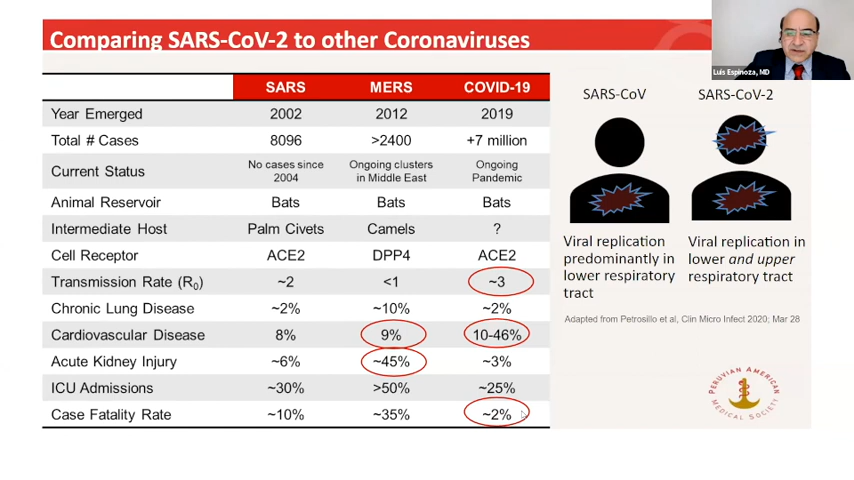 Comparing SARS-CoV-2 to other Coronaviruses
Luis Espinoza, MD
SARS MERS COVID-19
Year Emerged 2002 2012 2019
Total # Cases 8096 >2400 +7 million
Current Status No cases since 2004 Ongoing clusters in Middle East Ongoing Pandemic
Animal Reservoir Bats Bats Bats
Intermediate Host Palm Civets Camels ?
Cell Receptor ACE2 DPP4 ACE2
Transmission Rate (R0) ~2 <1 ~3
Chronic Lung Disease ~2% ~10% ~2%
Cardiovascular Disease 8% 9% 10-46%
Acute Kidney Injury ~6% ~45% ~3%
ICU Admissions ~30% >50% ~25%
Case Fatality Rate ~10% ~35% ~2%
SARS-CoV
Viral replication
predominantly in
lower respiratory
tract
SARS-CoV-2
Viral replication in
lower and upper
respiratory tract
Adapted from Petrosillo et al, Clin Micro Infect 2020; Mar 28
PERUVIAN AMERICAN
MEDICAL SOCIETY